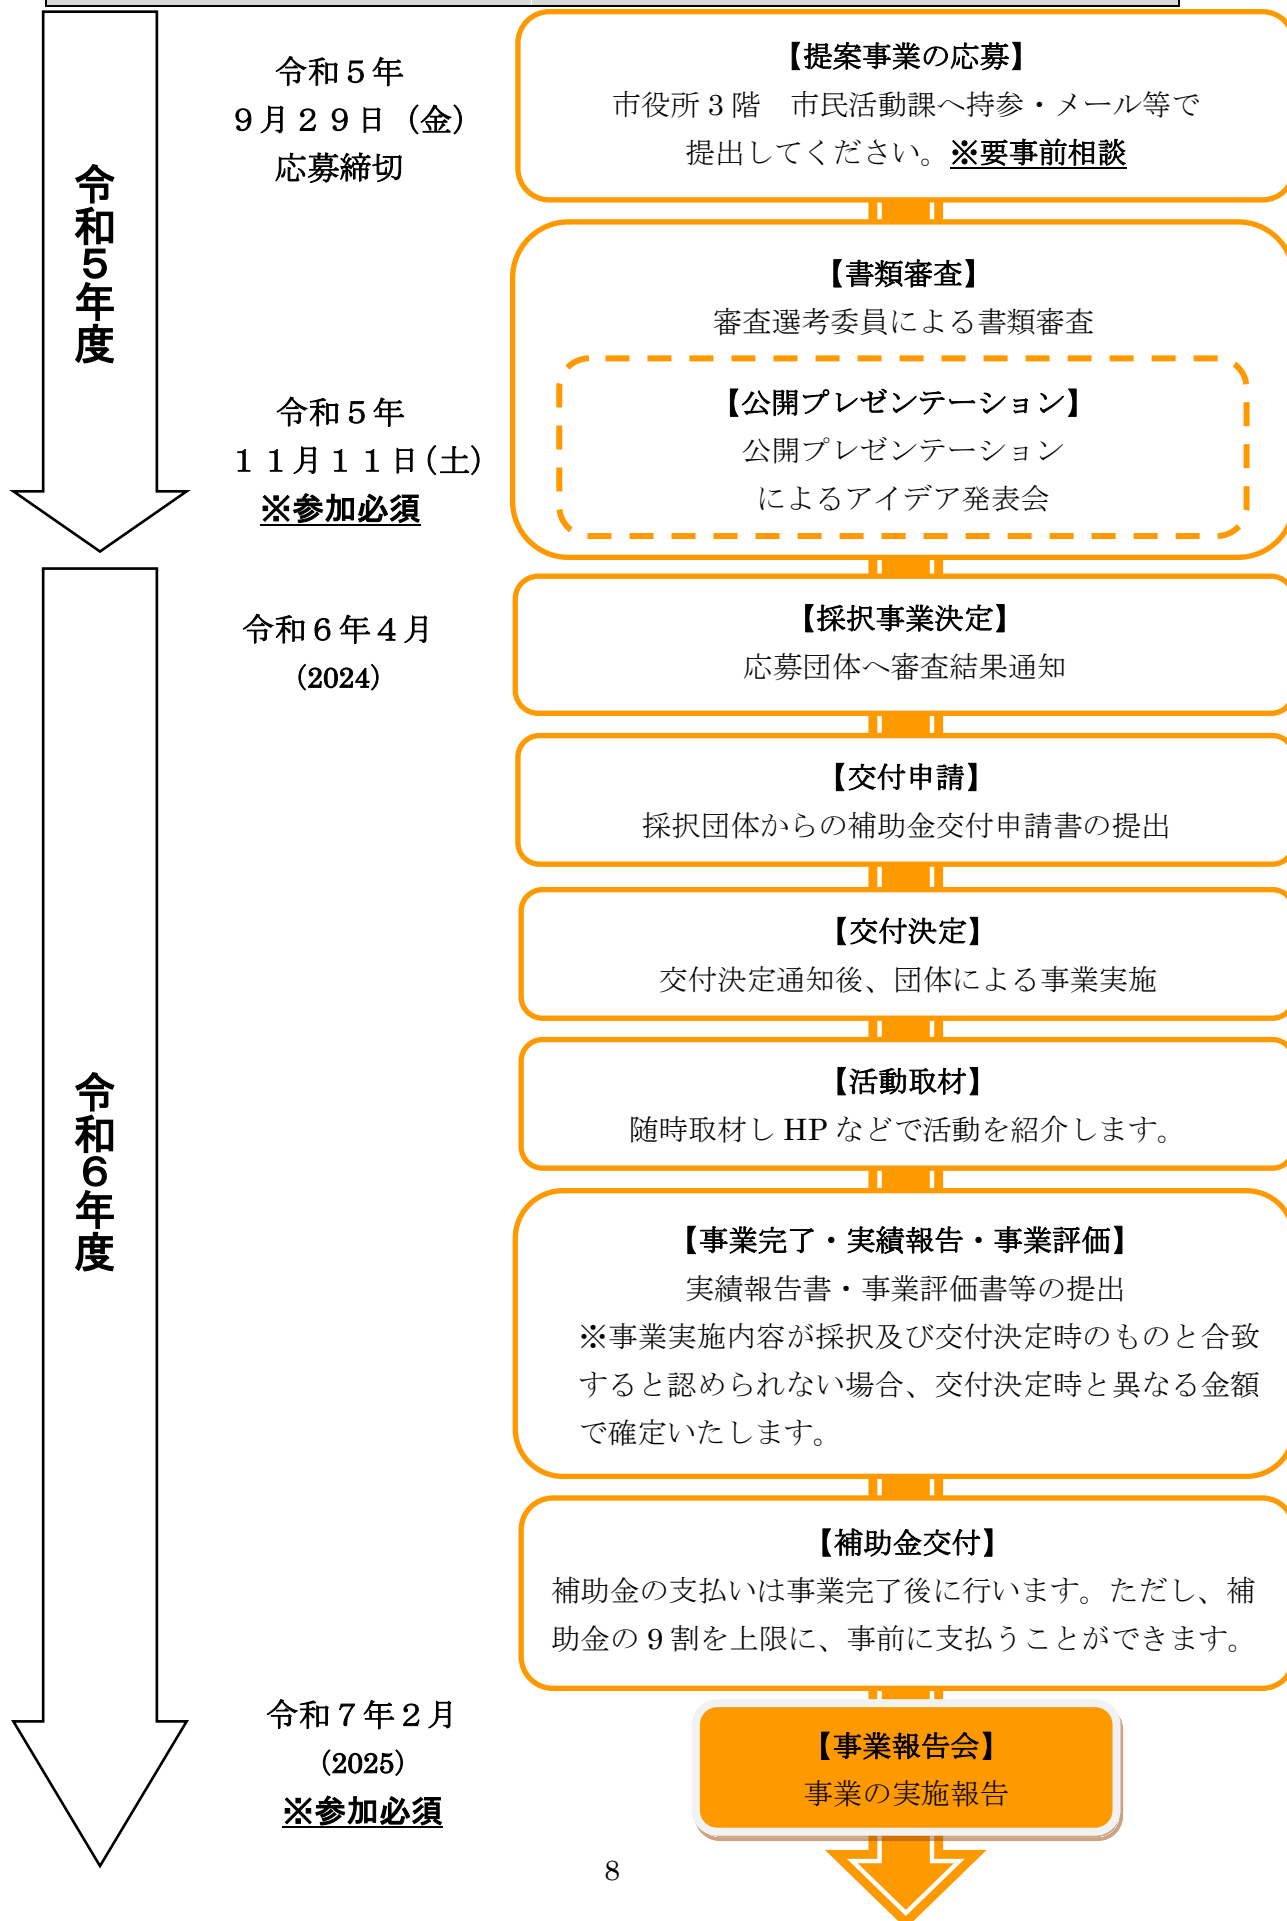 令和５年度
令和５年
９月２９日（金）
応募締切
【提案事業の応募】
市役所３階　市民活動課へ持参・メール等で
提出してください。※要事前相談
【書類審査】
審査選考委員による書類審査
令和５年
１１月１１日（土）
※参加必須
【公開プレゼンテーション】
公開プレゼンテーション
によるアイデア発表会
令和６年度
令和６年４月
（2024）
【採択事業決定】
応募団体へ審査結果通知
【交付申請】
採択団体からの補助金交付申請書の提出
【交付決定】
交付決定通知後、団体による事業実施
【活動取材】
随時取材し HP などで活動を紹介します。
【事業完了・実績報告・事業評価】
実績報告書・事業評価書等の提出
※事業実施内容が採択及び交付決定時のものと合致
すると認められない場合、交付決定時と異なる金額
で確定いたします。
【補助金交付】
補助金の支払いは事業完了後に行います。ただし、補
助金の 9 割を上限に、事前に支払うことができます。
令和７年２月
（2025）
※参加必須
【事業報告会】
事業の実施報告
8